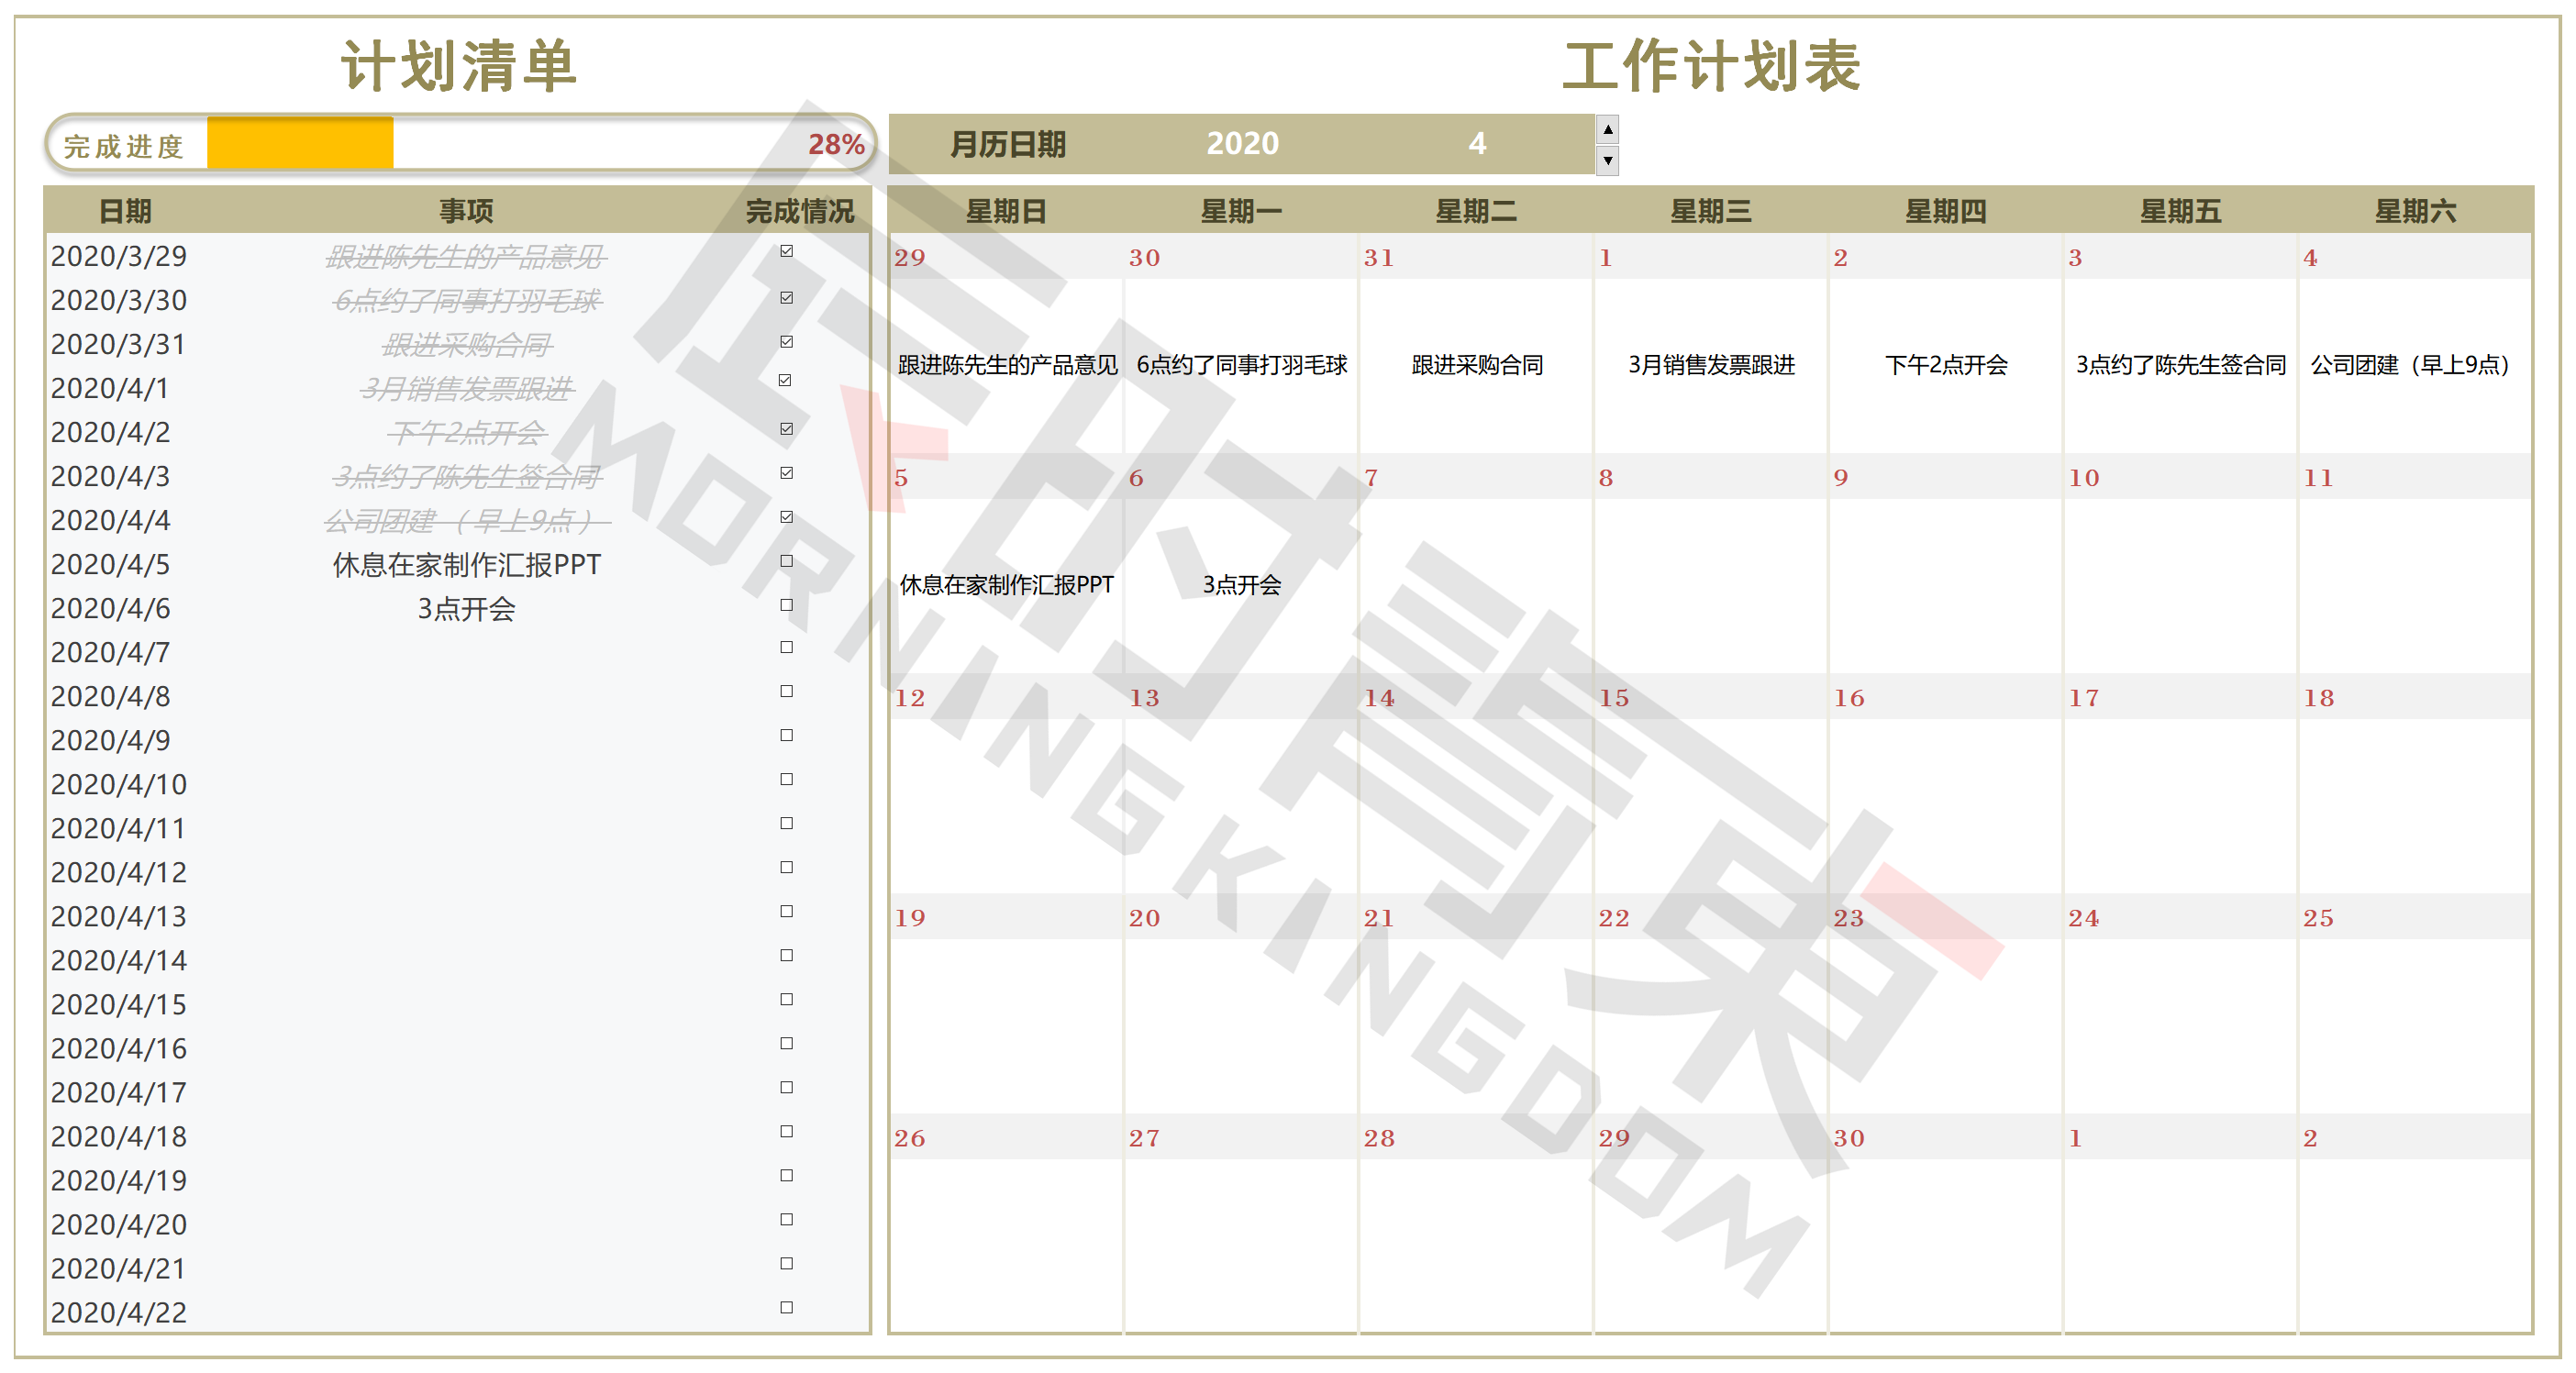 计划清单
工作计划表
完成进度 28%
月历日期 2020 4
日期 事项 完成情况
2020/3/29 跟进陈先生的产品意见
2020/3/30 6点约了同事打羽毛球
2020/3/31 跟进采购合同
2020/4/1 3月销售发票跟进
2020/4/2 下午2点开会
2020/4/3 3点约了陈先生签合同
2020/4/4 公司团建（早上9点）
2020/4/5 休息在家制作汇报PPT
2020/4/6 3点开会
2020/4/7
2020/4/8
2020/4/9
2020/4/10
2020/4/11
2020/4/12
2020/4/13
2020/4/14
2020/4/15
2020/4/16
2020/4/17
2020/4/18
2020/4/19
2020/4/20
2020/4/21
2020/4/22
星期日 星期一 星期二 星期三 星期四 星期五 星期六
29 30 31 1 2 3 4
跟进陈先生的产品意见 6点约了同事打羽毛球 跟进采购合同 3月销售发票跟进 下午2点开会 3点约了陈先生签合同 公司团建（早上9点）
5 6 7 8 9 10 11
休息在家制作汇报PPT 3点开会
12 13 14 15 16 17 18
19 20 21 22 23 24 25
26 27 28 29 30 1 2
MORNINGKINGDOM